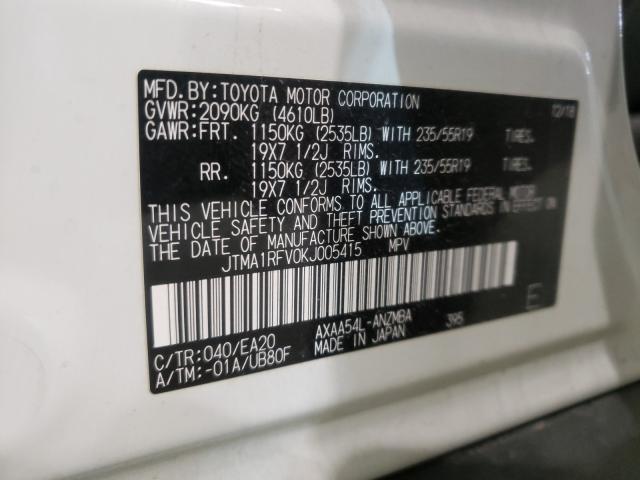 MFD. BY: TOYOTA MOTOR CORPORATION 12/18
GVWR: 2090KG (4610LB)
GAWR: FRT. 1150KG (2535LB) WITH 235/55R19 TIRES.
19X7 1/2J RIMS.
RR. 1150KG (2535LB) WITH 235/55R19 TIRES.
19X7 1/2J RIMS.
THIS VEHICLE CONFORMS TO ALL APPLICABLE FEDERAL MOTOR
VEHICLE SAFETY AND THEFT PREVENTION STANDARDS IN EFFECT ON
THE DATE OF MANUFACTURE SHOWN ABOVE.
JTMA1RFV0KJ005415 MPV
E
C/TR: 040/EA20 AXAA54L-ANZMBA 395
A/TM: -01A/UB80F MADE IN JAPAN